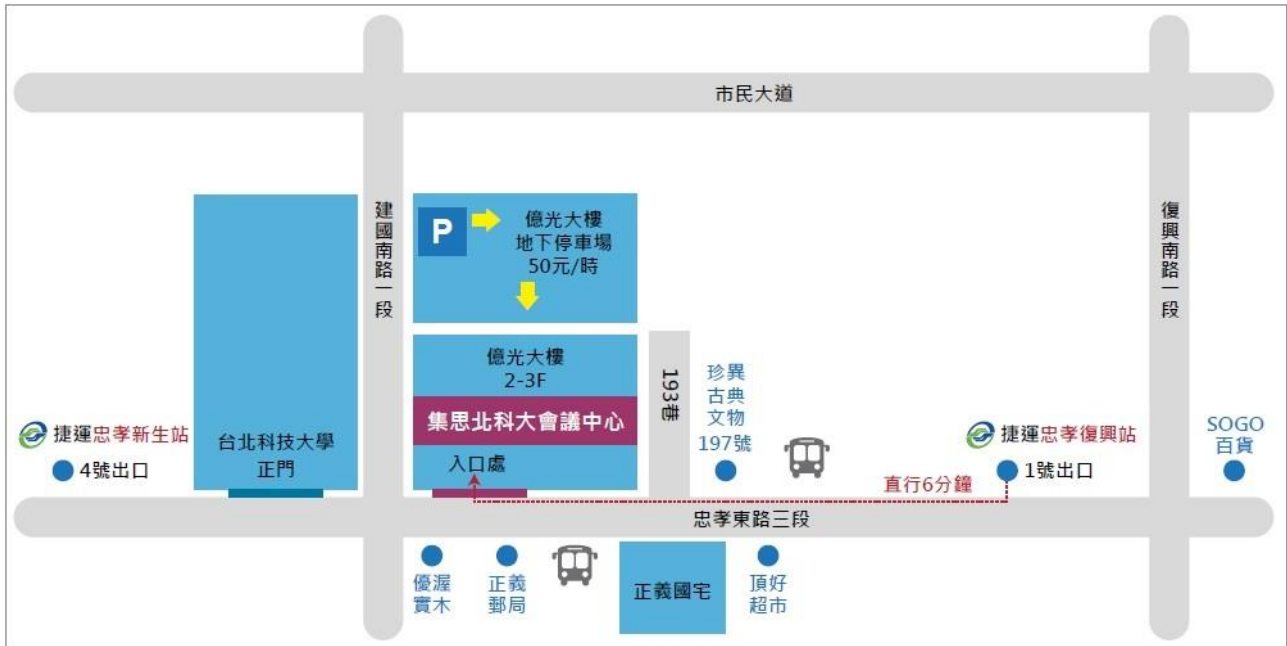 市民大道
建國南路一段
復興南路一段
P
億光大樓
地下停車場
50元/時
億光大樓
2-3F
集思北科大會議中心
入口處
193巷
珍異
古典
文物
197號
捷運忠孝新生站
4號出口
台北科技大學
正門
捷運忠孝復興站
1號出口
直行6分鐘
SOGO
百貨
忠孝東路三段
優渥
實木
正義
郵局
正義國宅
頂好
超市